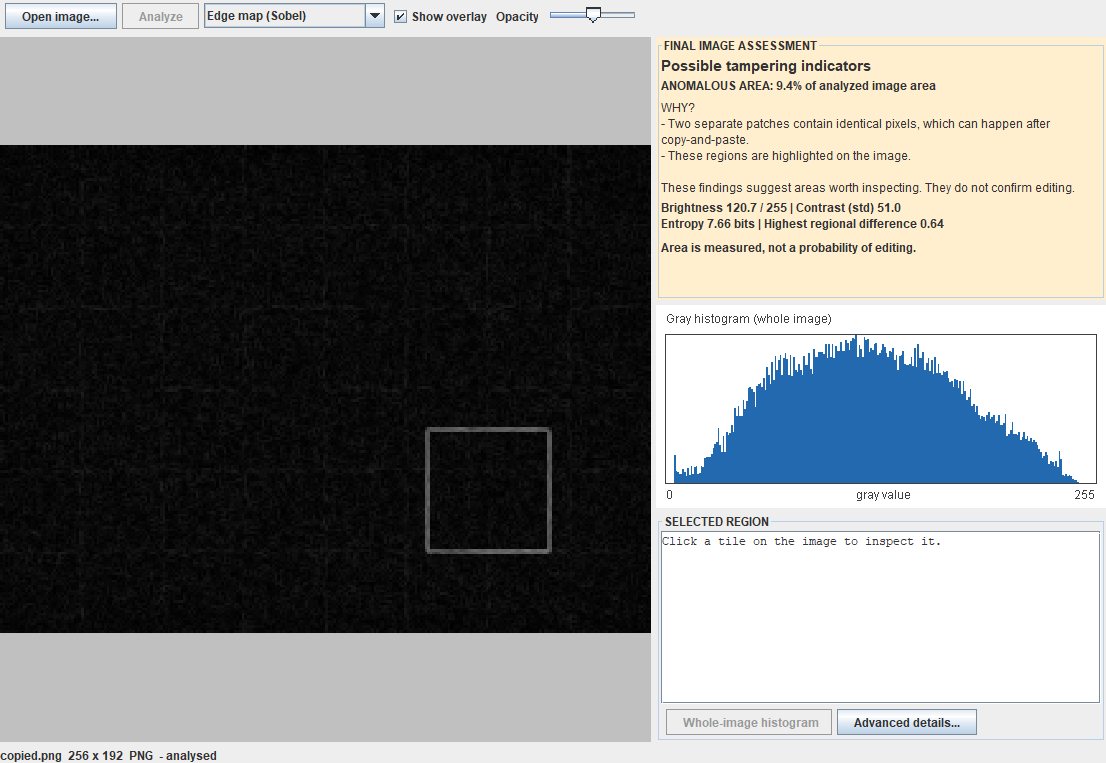 Open image...
Analyze
Edge map (Sobel)
Show overlay
Opacity
FINAL IMAGE ASSESSMENT
Possible tampering indicators
ANOMALOUS AREA: 9.4% of analyzed image area
WHY?
- Two separate patches contain identical pixels, which can happen after
copy-and-paste.
- These regions are highlighted on the image.
These findings suggest areas worth inspecting. They do not confirm editing.
Brightness 120.7 / 255 | Contrast (std) 51.0
Entropy 7.66 bits | Highest regional difference 0.64
Area is measured, not a probability of editing.
Gray histogram (whole image)
0
gray value
255
SELECTED REGION
Click a tile on the image to inspect it.
Whole-image histogram
Advanced details...
copied.png 256 x 192 PNG - analysed